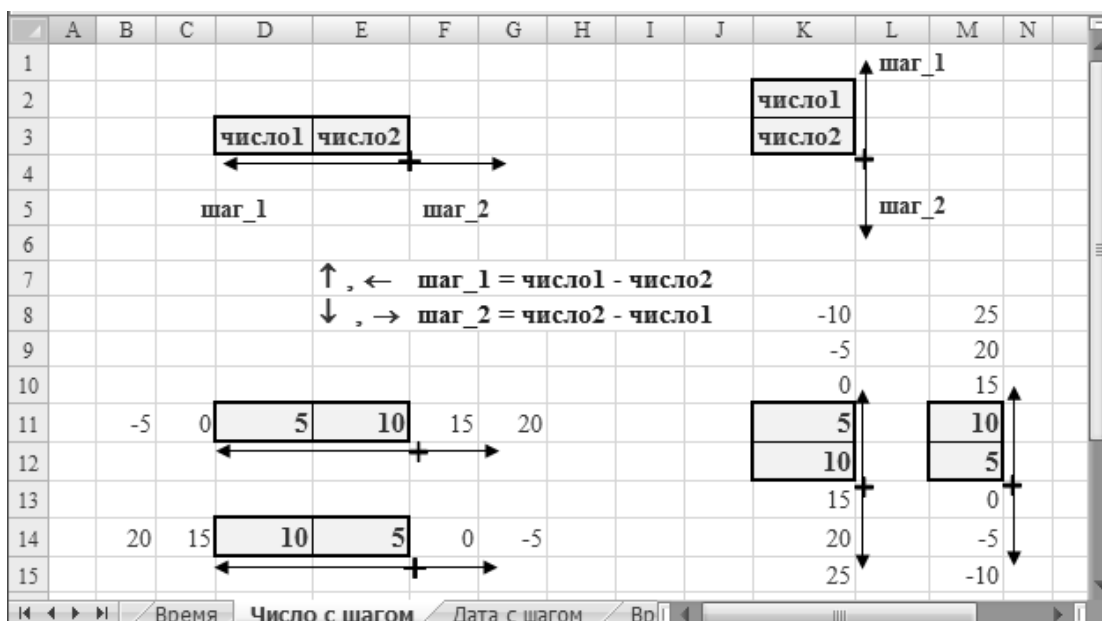 A B C D E F G H I J K L M N
1 шаг_1
2 число1
3 число1 число2 число2
4
5 шаг_1 шаг_2 шаг_2
6
7 ↑ , ← шаг_1 = число1 - число2
8 ↓ , → шаг_2 = число2 - число1 -10 25
9 -5 20
10 0 15
11 -5 0 5 10 15 20 5 10
12 10 5
13 15 0
14 20 15 10 5 0 -5 20 -5
15 25 -10
Время Число с шагом Дата с шагом Вр